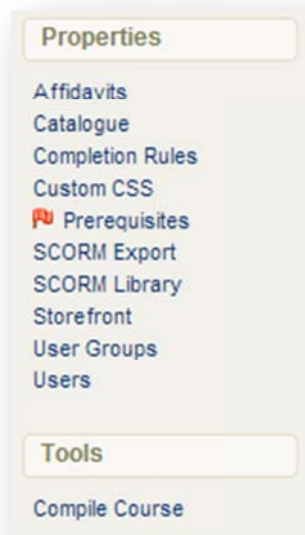 Properties
Affidavits
Catalogue
Completion Rules
Custom CSS
Prerequisites
SCORM Export
SCORM Library
Storefront
User Groups
Users
Tools
Compile Course